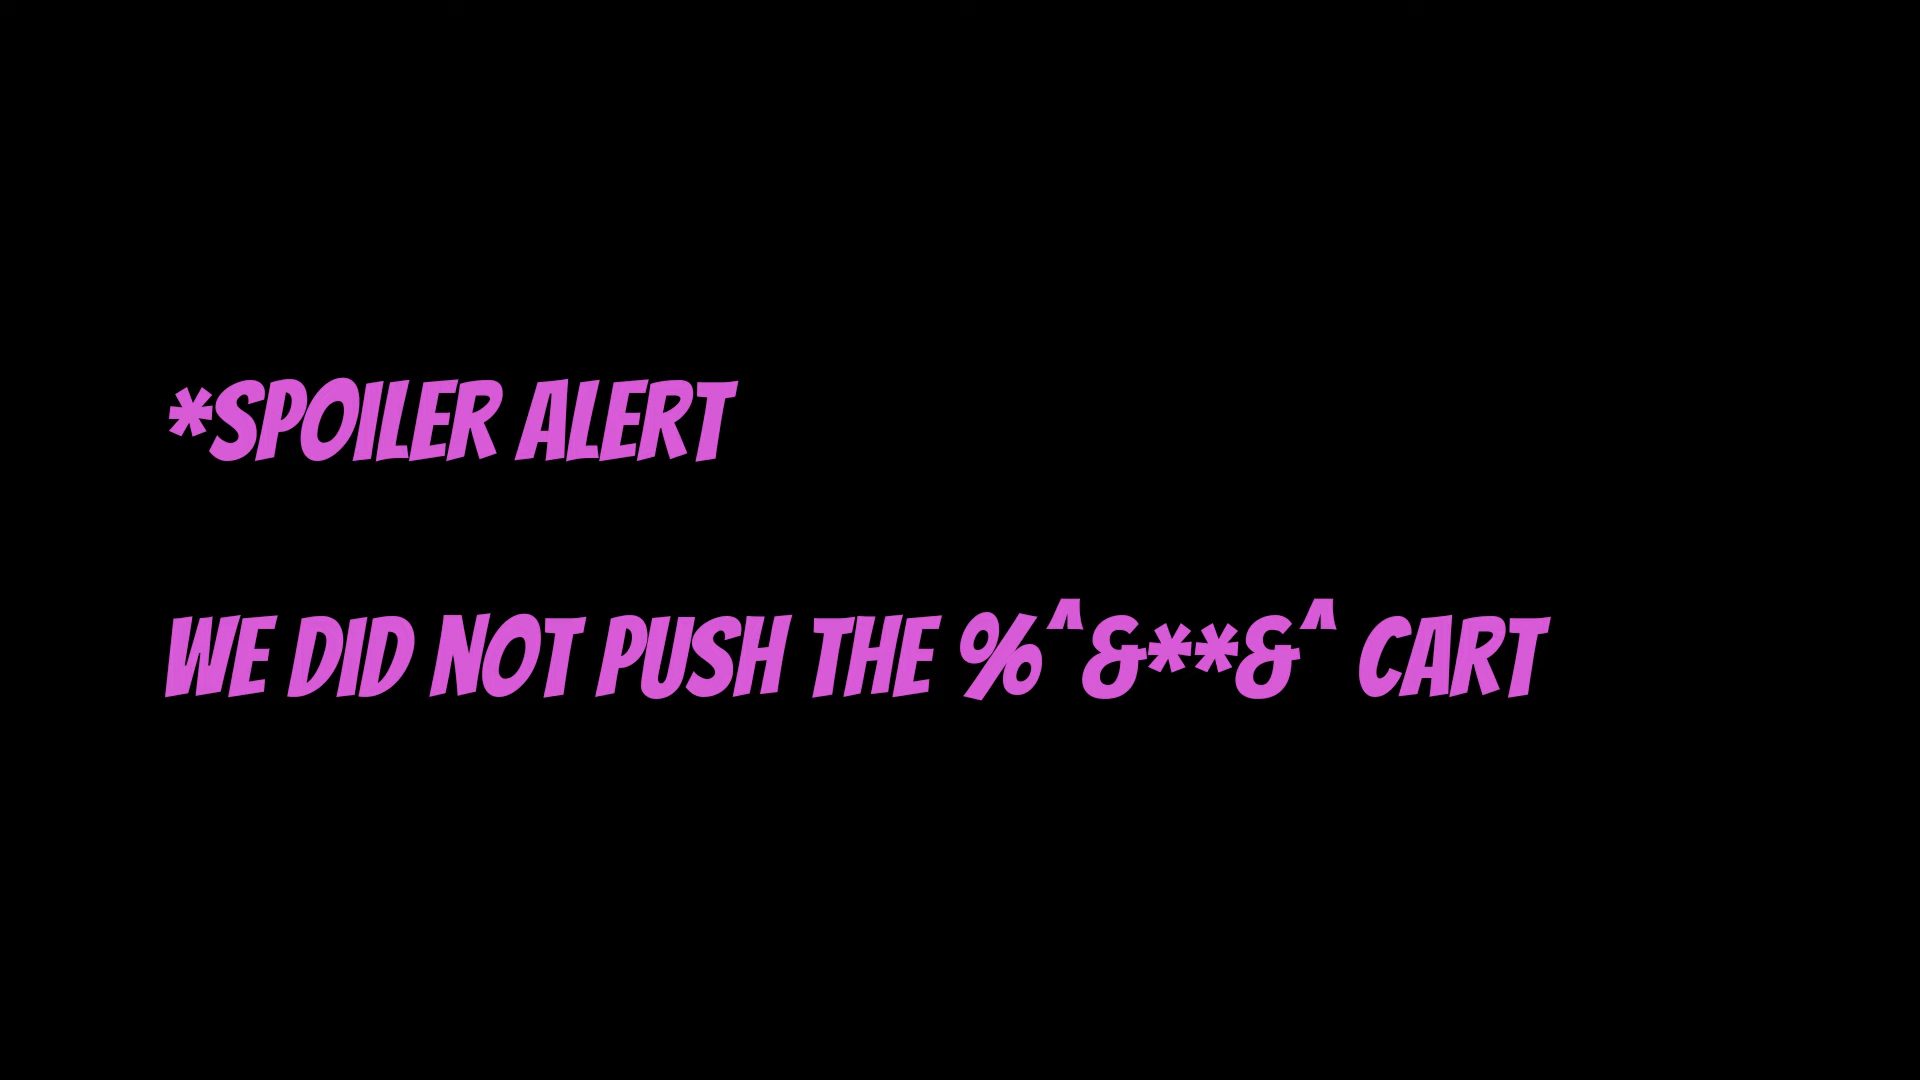 *SPOILER ALERT
WE DID NOT PUSH THE %^&**&^ CART